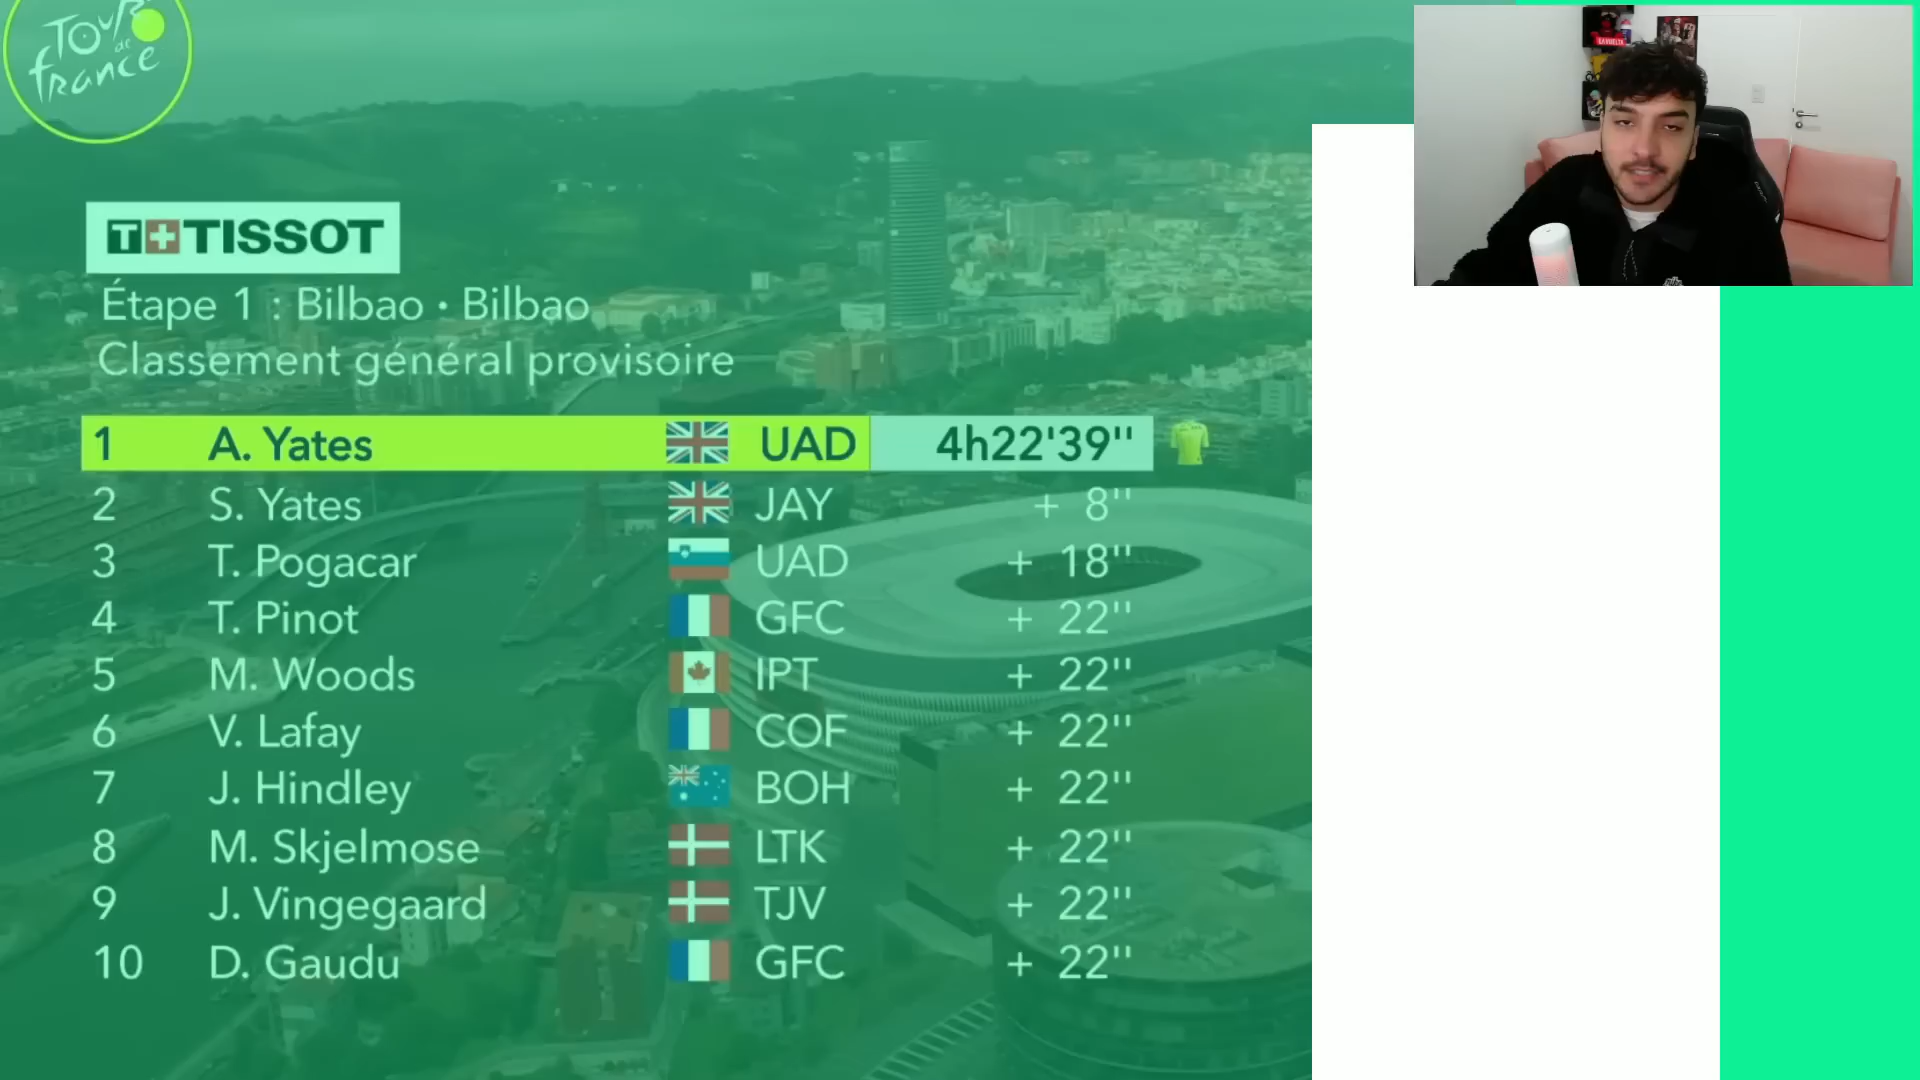 TOUR
de
france
T+TISSOT
Étape 1 : Bilbao • Bilbao
Classement général provisoire
1 A. Yates UAD 4h22'39''
2 S. Yates JAY + 8''
3 T. Pogacar UAD + 18''
4 T. Pinot GFC + 22''
5 M. Woods IPT + 22''
6 V. Lafay COF + 22''
7 J. Hindley BOH + 22''
8 M. Skjelmose LTK + 22''
9 J. Vingegaard TJV + 22''
10 D. Gaudu GFC + 22''
LA VUELTA